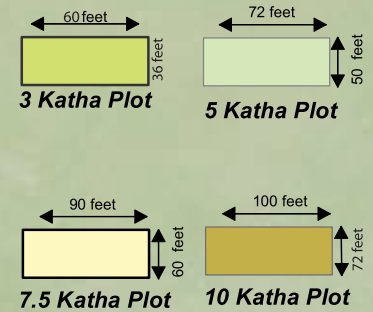 60 feet
36 feet
3 Katha Plot
72 feet
50 feet
5 Katha Plot
90 feet
60 feet
7.5 Katha Plot
100 feet
72 feet
10 Katha Plot